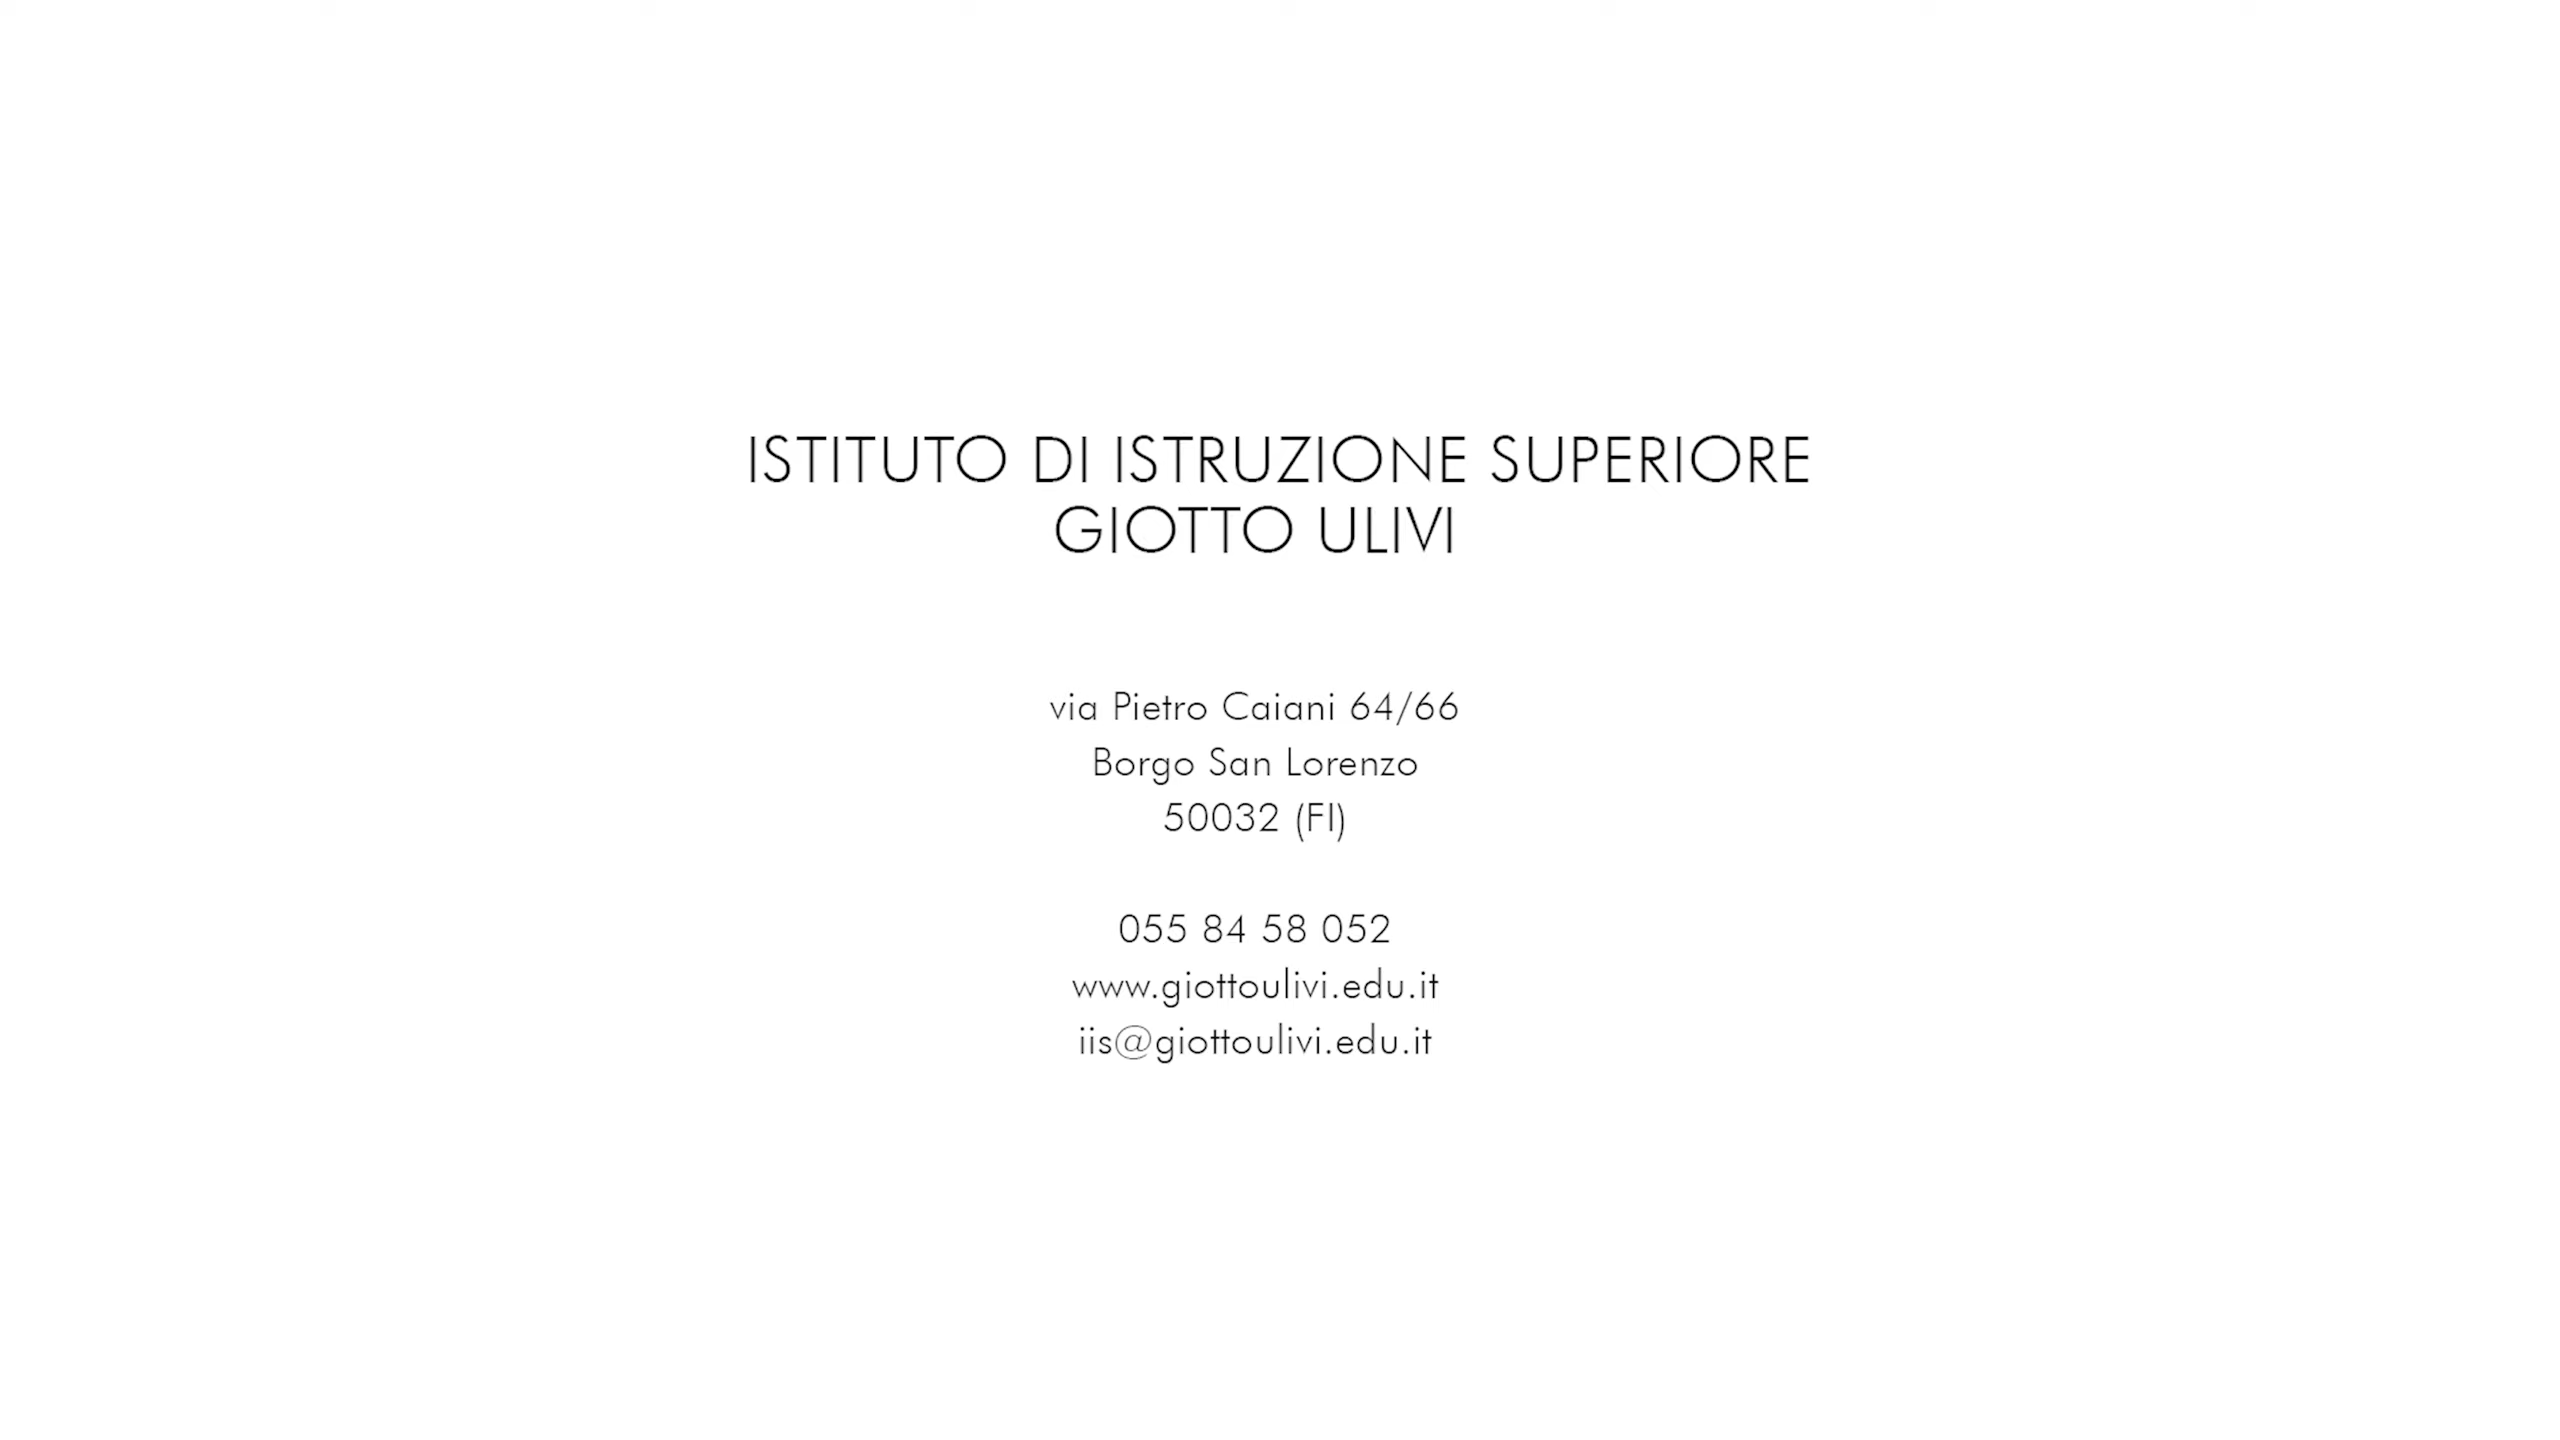 ISTITUTO DI ISTRUZIONE SUPERIORE
GIOTTO ULIVI
via Pietro Caiani 64/66
Borgo San Lorenzo
50032 (FI)
055 84 58 052
www.giottoulivi.edu.it
iis@giottoulivi.edu.it